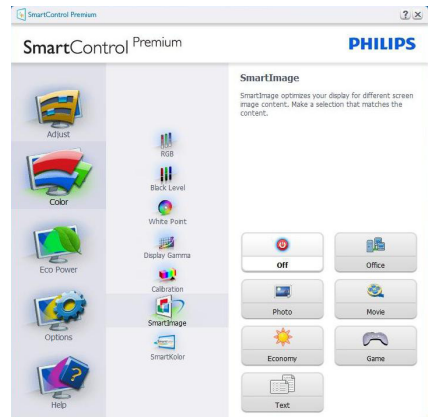 SmartControl Premium
SmartControl Premium
PHILIPS
Adjust
Color
Eco Power
Options
Help
RGB
Black Level
White Point
Display Gamma
Calibration
SmartImage
SmartKolor
SmartImage
SmartImage optimizes your display for different screen
image content. Make a selection that matches the
content.
Off
Office
Photo
Movie
Economy
Game
Text